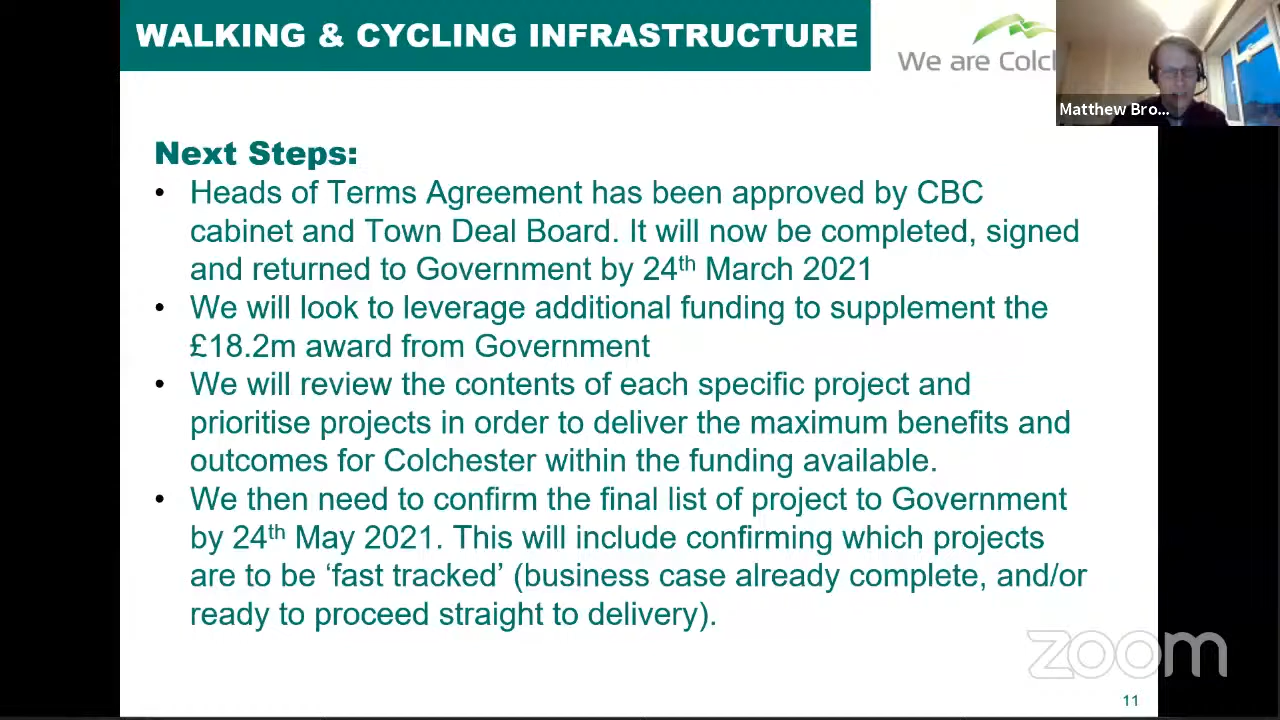 WALKING & CYCLING INFRASTRUCTURE
We are Colch
Matthew Bro...
Next Steps:
• Heads of Terms Agreement has been approved by CBC
cabinet and Town Deal Board. It will now be completed, signed
and returned to Government by 24th March 2021
• We will look to leverage additional funding to supplement the
£18.2m award from Government
• We will review the contents of each specific project and
prioritise projects in order to deliver the maximum benefits and
outcomes for Colchester within the funding available.
• We then need to confirm the final list of project to Government
by 24th May 2021. This will include confirming which projects
are to be ‘fast tracked’ (business case already complete, and/or
ready to proceed straight to delivery).
zoom
11